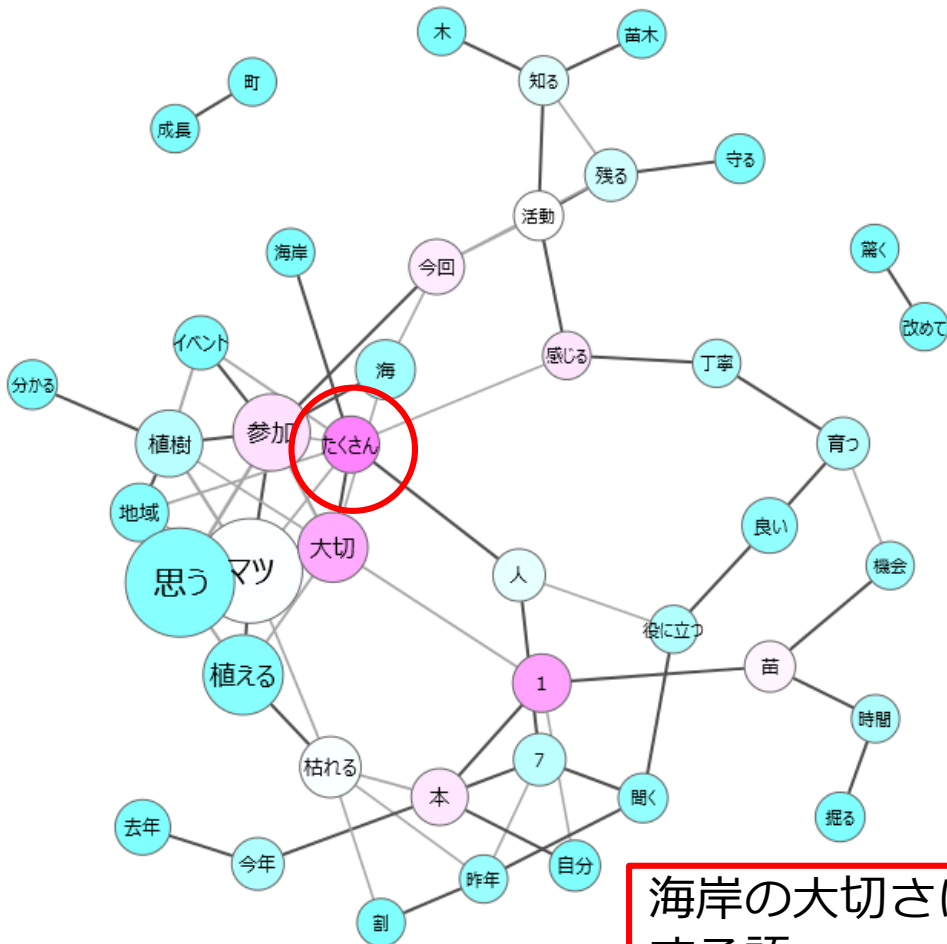 木
苗木
町
知る
成長
守る
残る
活動
海岸
驚く
今回
改めて
イベント
感じる
丁寧
海
分かる
参加
植樹
たくさん
育つ
地域
良い
大切
機会
思う
マツ
人
役に立つ
植える
苗
1
時間
枯れる
7
本
聞く
掘る
去年
今年
自分
昨年
割
海岸の大切さ
する語